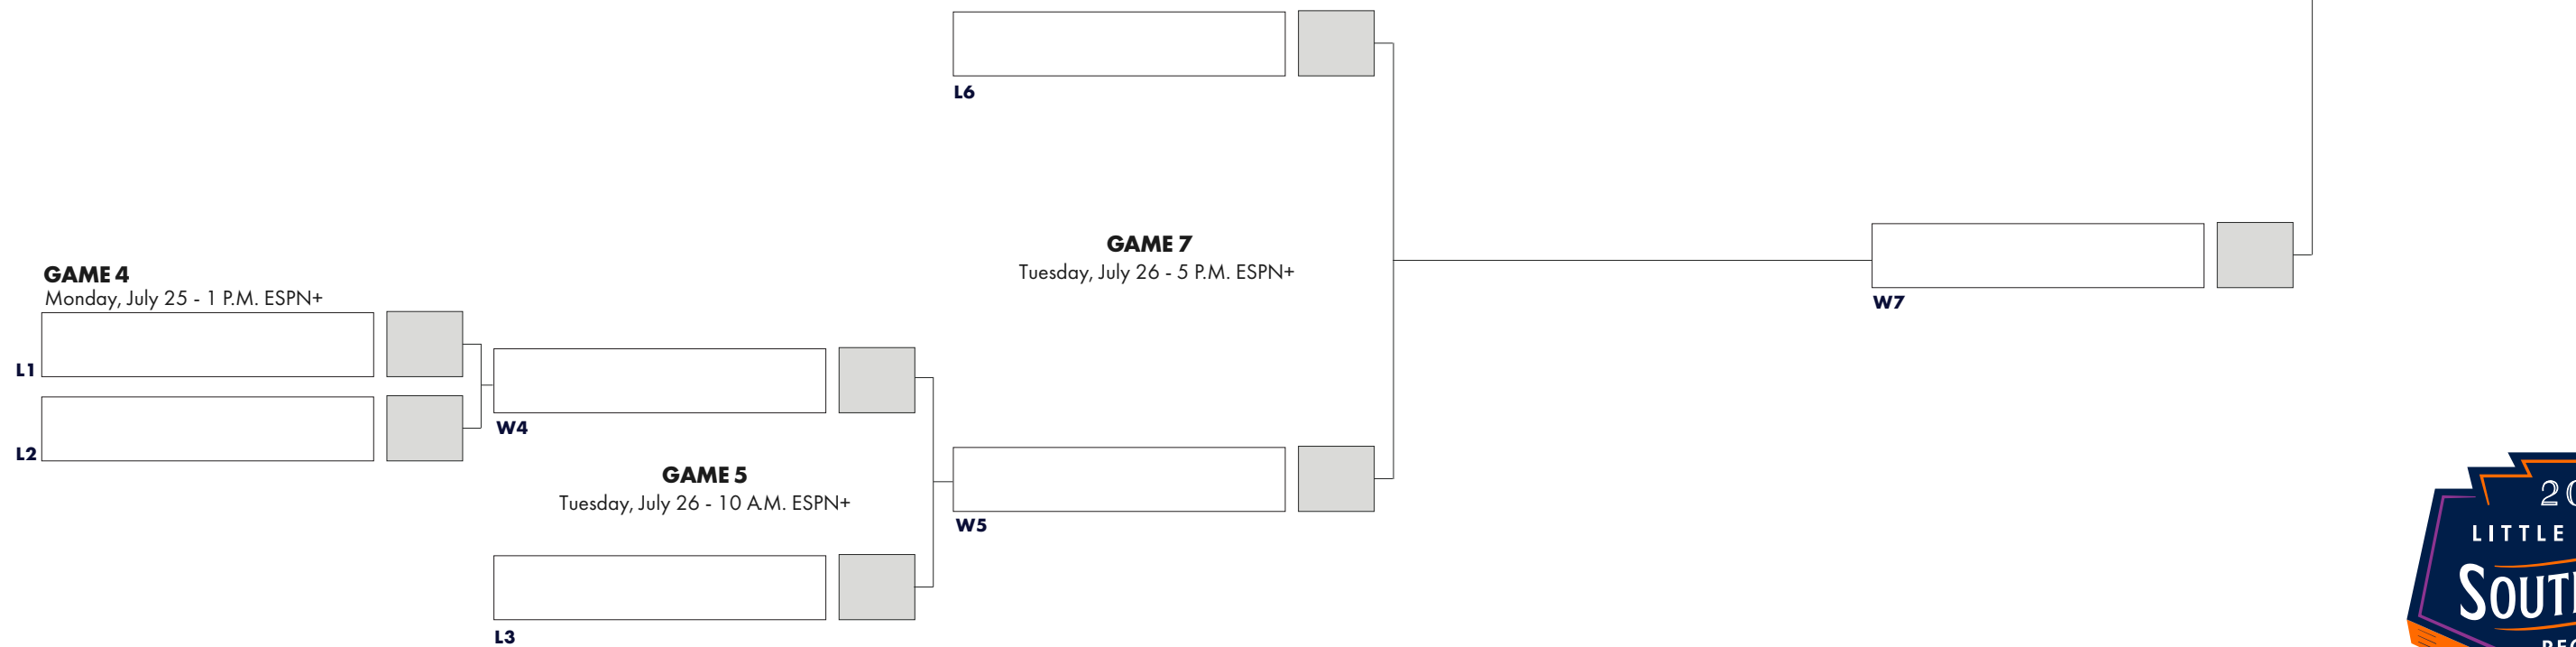 L6
GAME 7
Tuesday, July 26 - 5 P.M. ESPN+
GAME 4
Monday, July 25 - 1 P.M. ESPN+
W7
L1
W4
L2
GAME 5
Tuesday, July 26 - 10 A.M. ESPN+
W5
L3
LITTLE